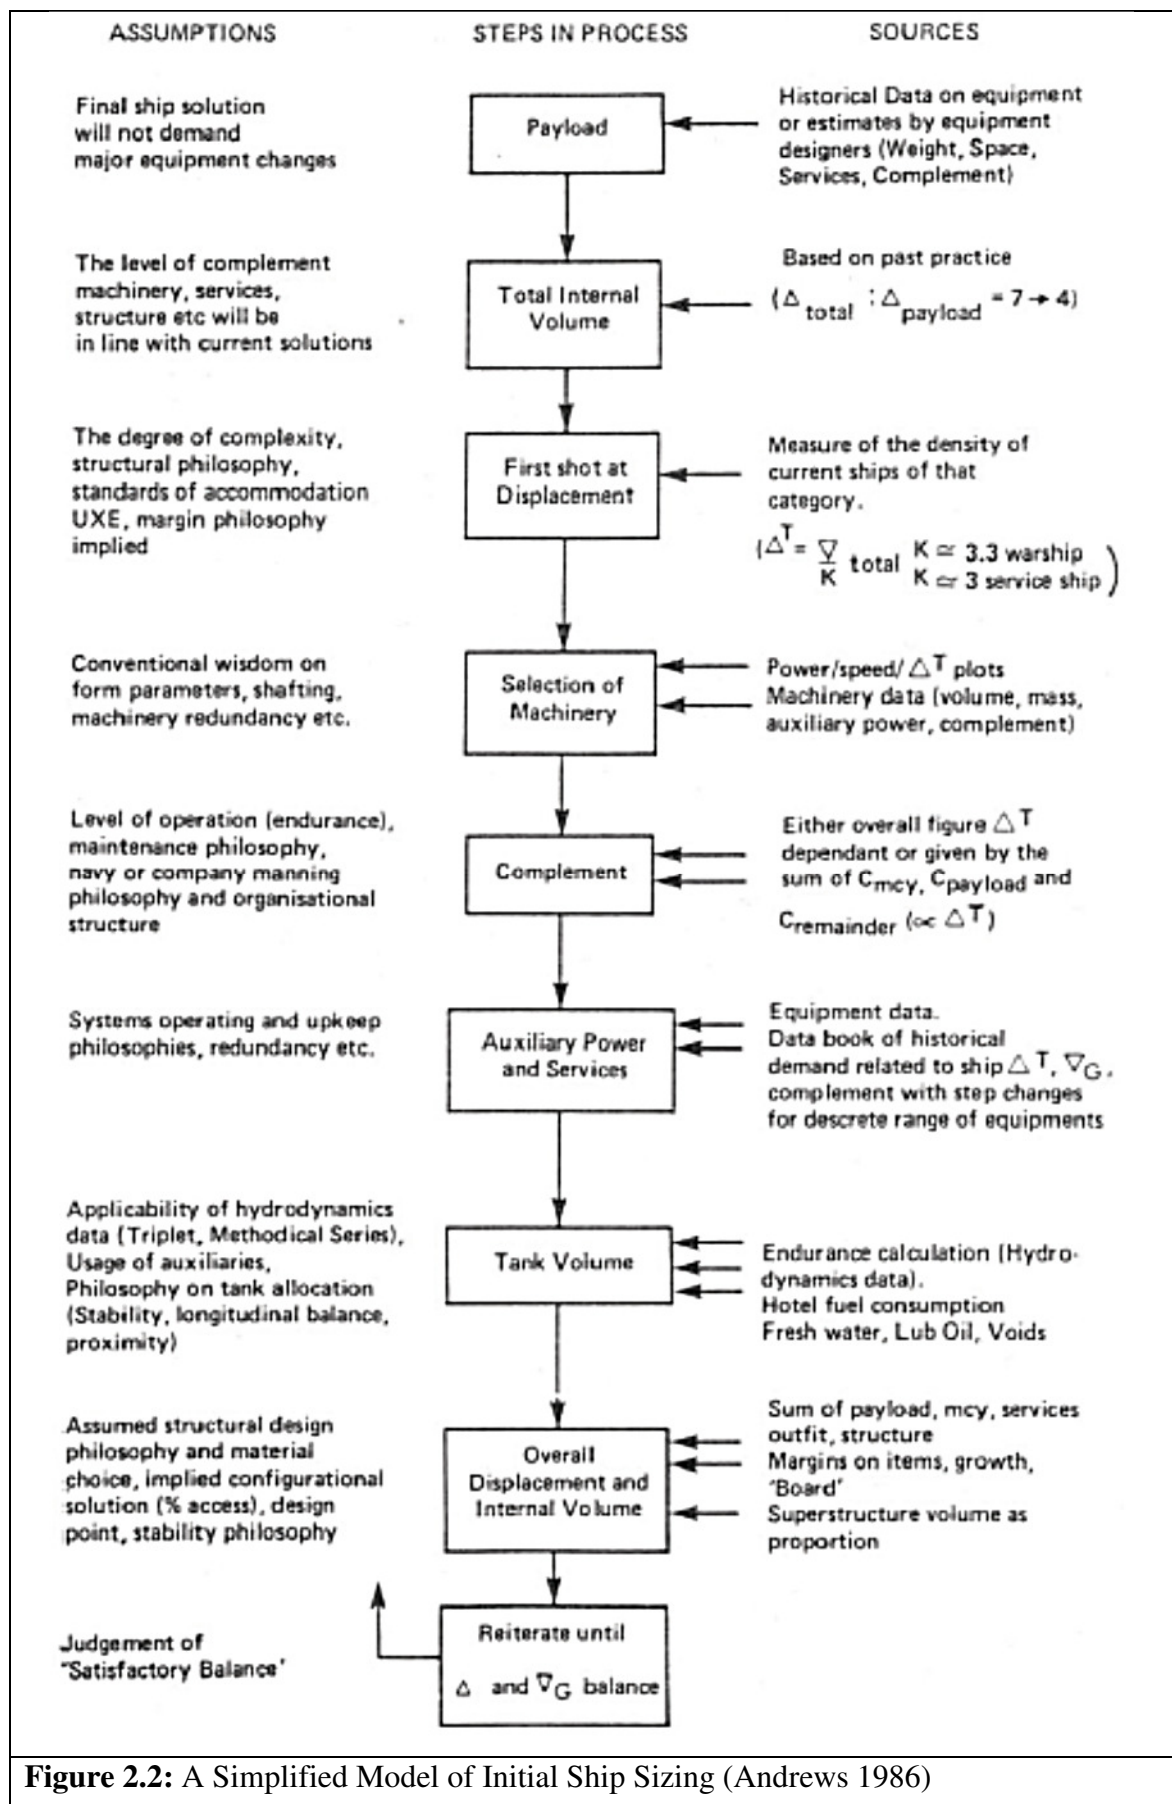 ASSUMPTIONS STEPS IN PROCESS SOURCES
Final ship solution
will not demand
major equipment changes
Payload
Historical Data on equipment
or estimates by equipment
designers (Weight, Space,
Services, Complement)
The level of complement
machinery, services,
structure etc will be
in line with current solutions
Total Internal
Volume
Based on past practice
(Δ total : Δ payload = 7 → 4)
The degree of complexity,
structural philosophy,
standards of accommodation
UXE, margin philosophy
implied
First shot at
Displacement
Measure of the density of
current ships of that
category.
(Δᵀ = ∇/K total K ≃ 3.3 warship
K ≃ 3 service ship)
Conventional wisdom on
form parameters, shafting,
machinery redundancy etc.
Selection of
Machinery
Power/speed/ΔT plots
Machinery data (volume, mass,
auxiliary power, complement)
Level of operation (endurance),
maintenance philosophy,
navy or company manning
philosophy and organisational
structure
Complement
Either overall figure ΔT
dependant or given by the
sum of Cmcy, Cpayload and
Cremainder (∝ ΔT)
Systems operating and upkeep
philosophies, redundancy etc.
Auxiliary Power
and Services
Equipment data.
Data book of historical
demand related to ship ΔT, ∇G,
complement with step changes
for descrete range of equipments
Applicability of hydrodynamics
data (Triplet, Methodical Series),
Usage of auxiliaries,
Philosophy on tank allocation
(Stability, longitudinal balance,
proximity)
Tank Volume
Endurance calculation (Hydro-
dynamics data).
Hotel fuel consumption
Fresh water, Lub Oil, Voids
Assumed structural design
philosophy and material
choice, implied configurational
solution (% access), design
point, stability philosophy
Overall
Displacement and
Internal Volume
Sum of payload, mcy, services
outfit, structure
Margins on items, growth,
'Board'
Superstructure volume as
proportion
Judgement of
"Satisfactory Balance'
Reiterate until
Δ and ∇G balance
Figure 2.2: A Simplified Model of Initial Ship Sizing (Andrews 1986)